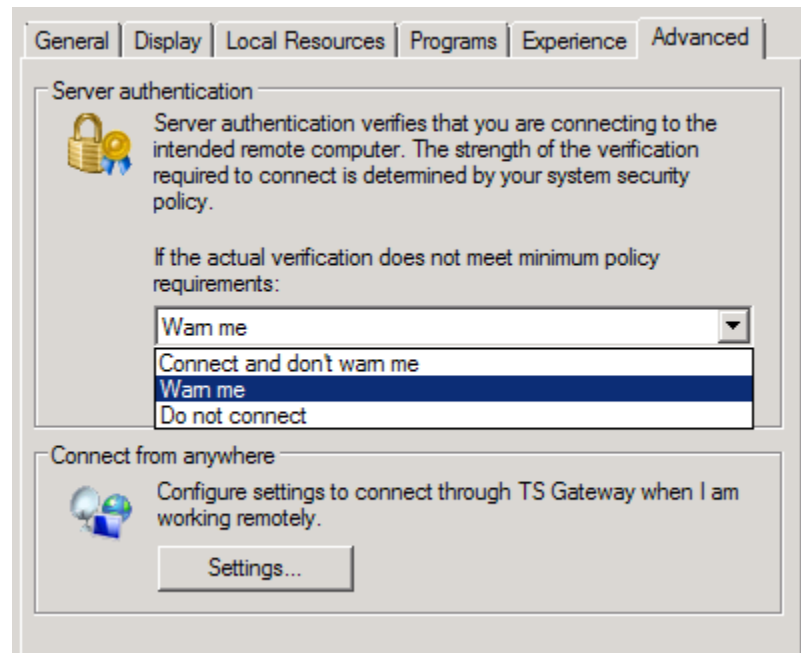 General Display Local Resources Programs Experience Advanced
Server authentication
Server authentication verifies that you are connecting to the
intended remote computer. The strength of the verification
required to connect is determined by your system security
policy.
If the actual verification does not meet minimum policy
requirements:
Warn me
Connect and don't warn me
Warn me
Do not connect
Connect from anywhere
Configure settings to connect through TS Gateway when I am
working remotely.
Settings...